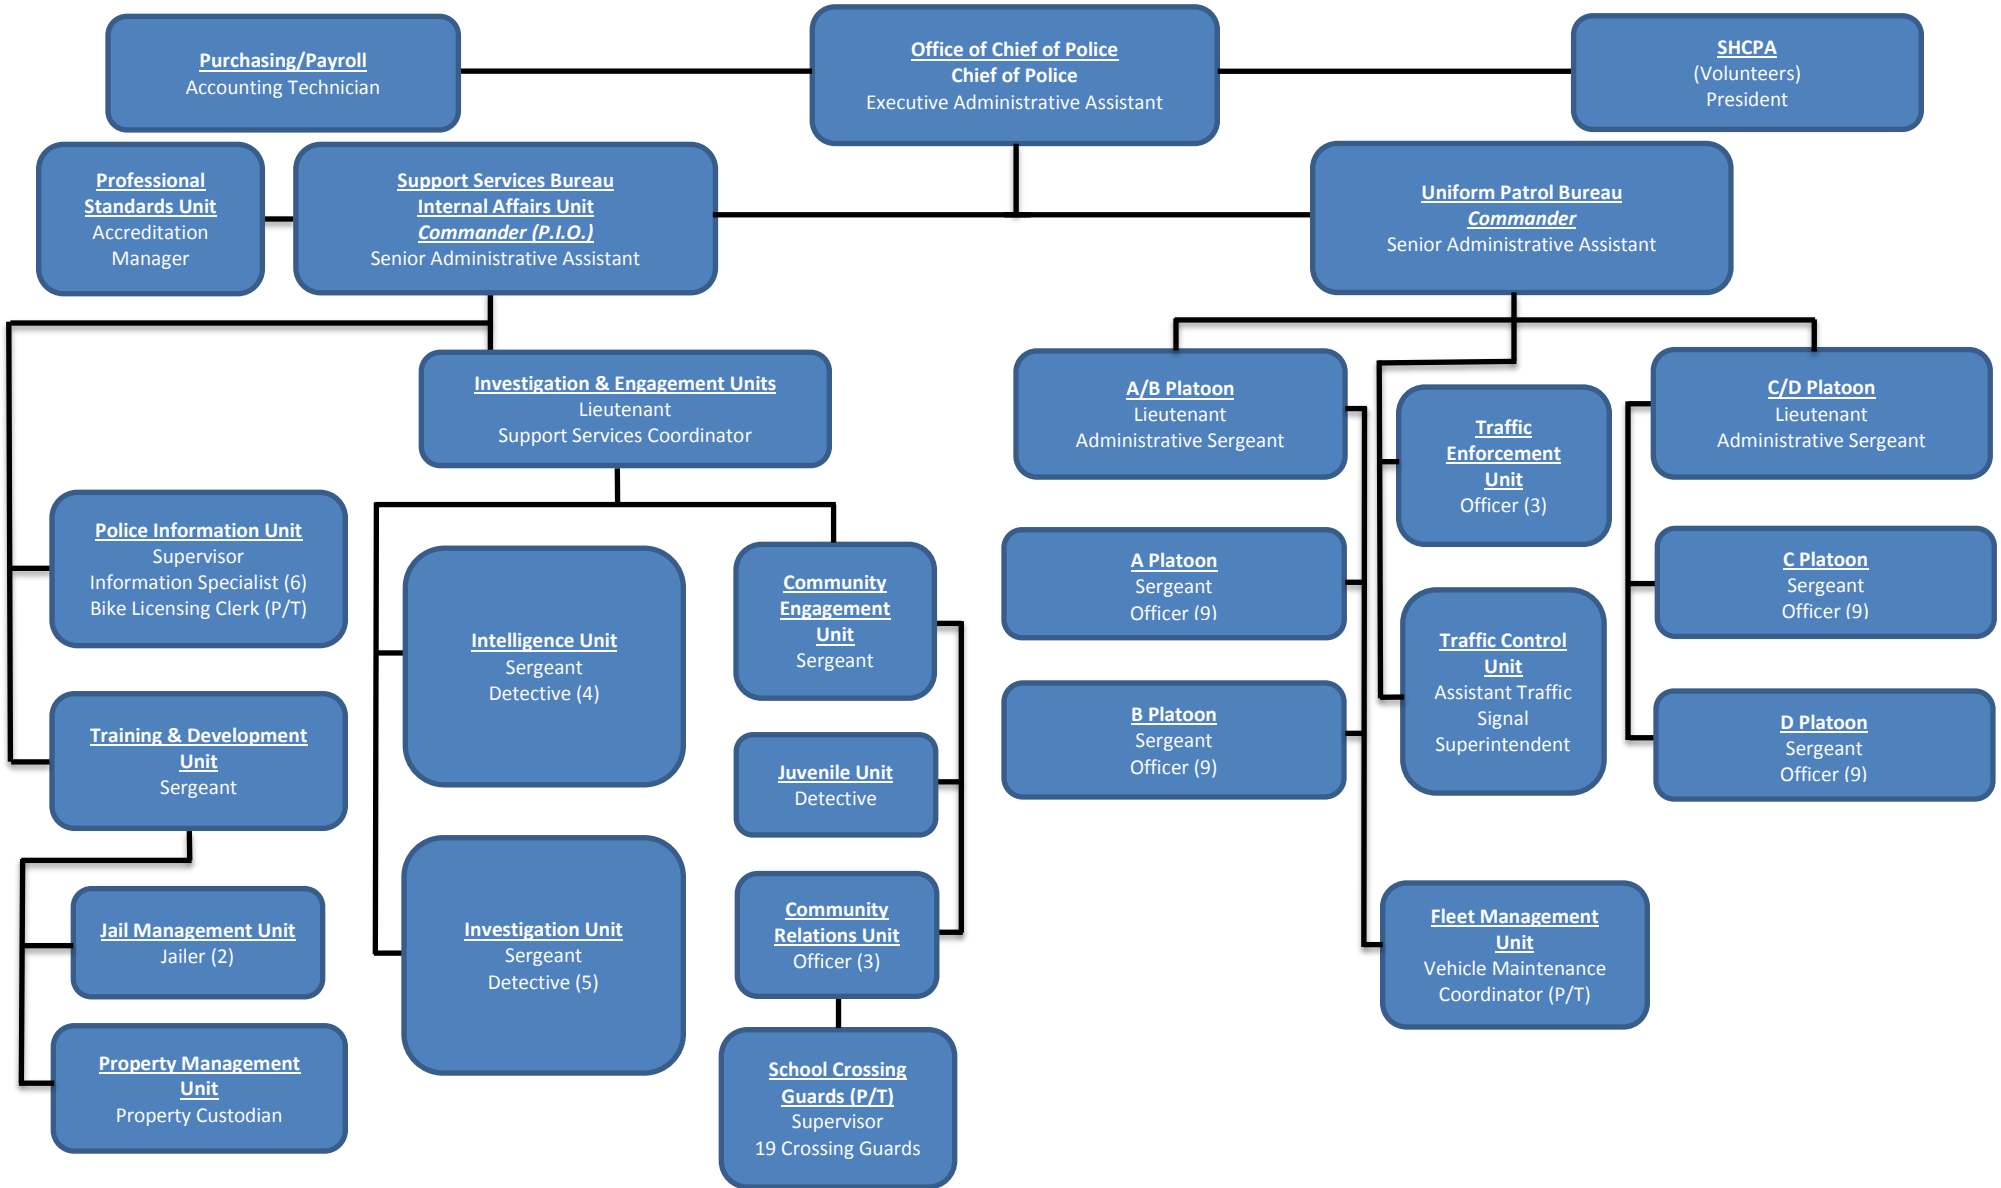 Purchasing/Payroll
Accounting Technician
Office of Chief of Police
Chief of Police
Executive Administrative Assistant
SHCPA
(Volunteers)
President
Professional
Standards Unit
Accreditation
Manager
Support Services Bureau
Internal Affairs Unit
Commander (P.I.O.)
Senior Administrative Assistant
Uniform Patrol Bureau
Commander
Senior Administrative Assistant
Investigation & Engagement Units
Lieutenant
Support Services Coordinator
A/B Platoon
Lieutenant
Administrative Sergeant
Traffic
Enforcement
Unit
Officer (3)
C/D Platoon
Lieutenant
Administrative Sergeant
Police Information Unit
Supervisor
Information Specialist (6)
Bike Licensing Clerk (P/T)
Intelligence Unit
Sergeant
Detective (4)
Community
Engagement
Unit
Sergeant
A Platoon
Sergeant
Officer (9)
Traffic Control
Unit
Assistant Traffic
Signal
Superintendent
C Platoon
Sergeant
Officer (9)
Training & Development
Unit
Sergeant
Juvenile Unit
Detective
B Platoon
Sergeant
Officer (9)
D Platoon
Sergeant
Officer (9)
Jail Management Unit
Jailer (2)
Investigation Unit
Sergeant
Detective (5)
Community
Relations Unit
Officer (3)
Fleet Management
Unit
Vehicle Maintenance
Coordinator (P/T)
Property Management
Unit
Property Custodian
School Crossing
Guards (P/T)
Supervisor
19 Crossing Guards